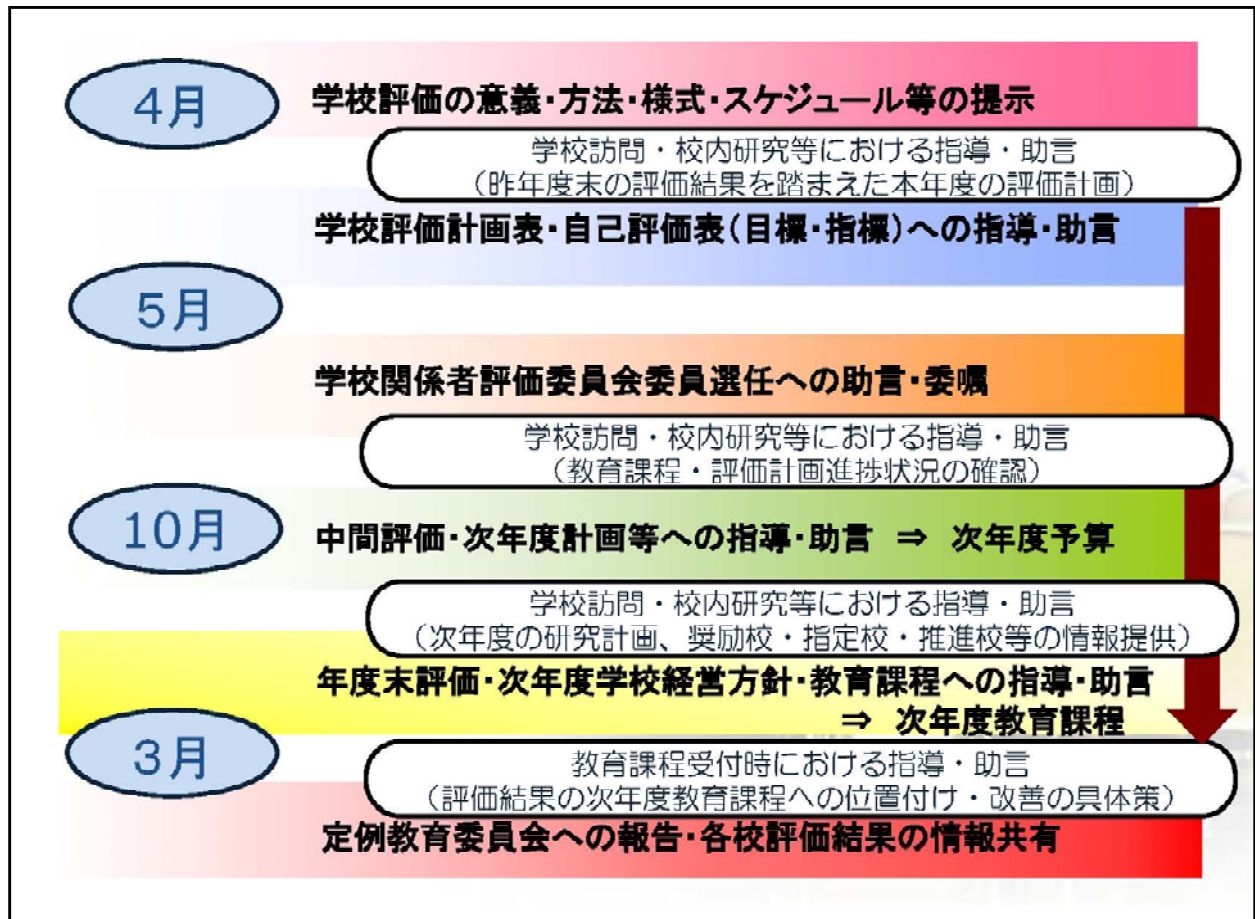 4月
学校評価の意義・方法・様式・スケジュール等の提示
学校訪問・校内研究等における指導・助言
（昨年度末の評価結果を踏まえた本年度の評価計画）
学校評価計画表・自己評価表（目標・指標）への指導・助言
5月
学校関係者評価委員会委員選任への助言・委嘱
学校訪問・校内研究等における指導・助言
（教育課程・評価計画進捗状況の確認）
10月
中間評価・次年度計画等への指導・助言 ⇒ 次年度予算
学校訪問・校内研究等における指導・助言
（次年度の研究計画、奨励校・指定校・推進校等の情報提供）
年度末評価・次年度学校経営方針・教育課程への指導・助言
⇒ 次年度教育課程
3月
教育課程受付時における指導・助言
（評価結果の次年度教育課程への位置付け・改善の具体策）
定例教育委員会への報告・各校評価結果の情報共有